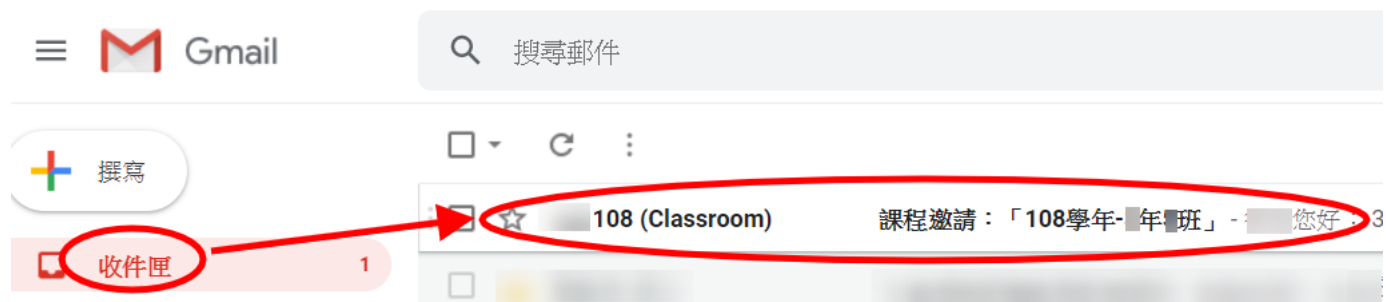 Gmail
搜尋郵件
撰寫
108 (Classroom) 課程邀請：「108學年- 年 班」- 您好：3
收件匣 1